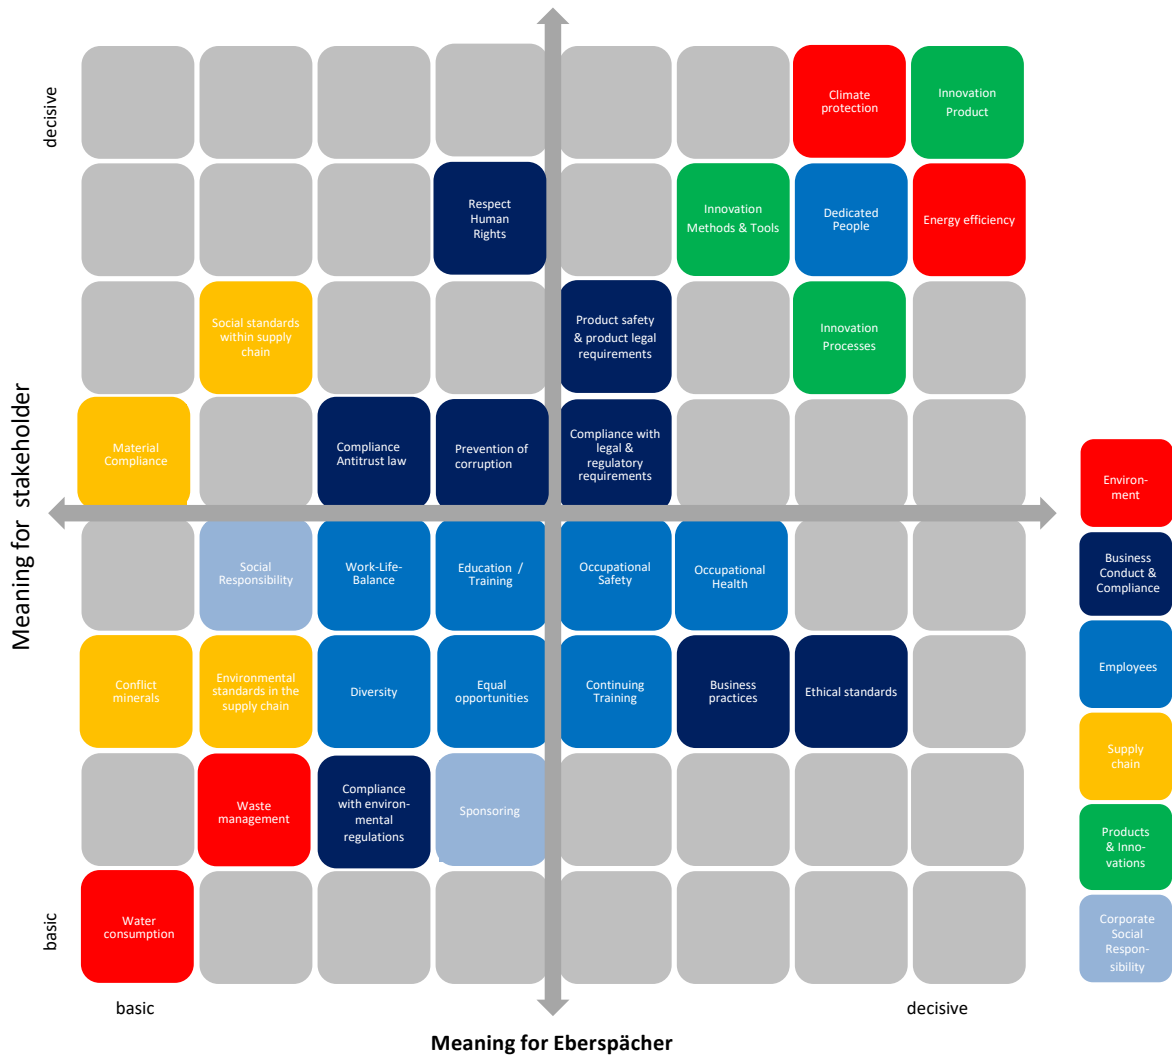 decisive
Climate
protection
Innovation
Product
Respect
Human
Rights
Innovation
Methods & Tools
Dedicated
People
Energy efficiency
Social standards
within supply
chain
Product safety
& product legal
requirements
Innovation
Processes
Material
Compliance
Compliance
Antitrust law
Prevention of
corruption
Compliance with
legal &
regulatory
requirements
Meaning for stakeholder
Social
Responsibility
Work-Life-
Balance
Education /
Training
Occupational
Safety
Occupational
Health
Conflict
minerals
Environmental
standards in the
supply chain
Diversity
Equal
opportunities
Continuing
Training
Business
practices
Ethical standards
Waste
management
Compliance
with environ-
mental
regulations
Sponsoring
basic
Water
consumption
basic
decisive
Meaning for Eberspächer
Environ-
ment
Business
Conduct &
Compliance
Employees
Supply
chain
Products
& Inno-
vations
Corporate
Social
Respon-
sibility